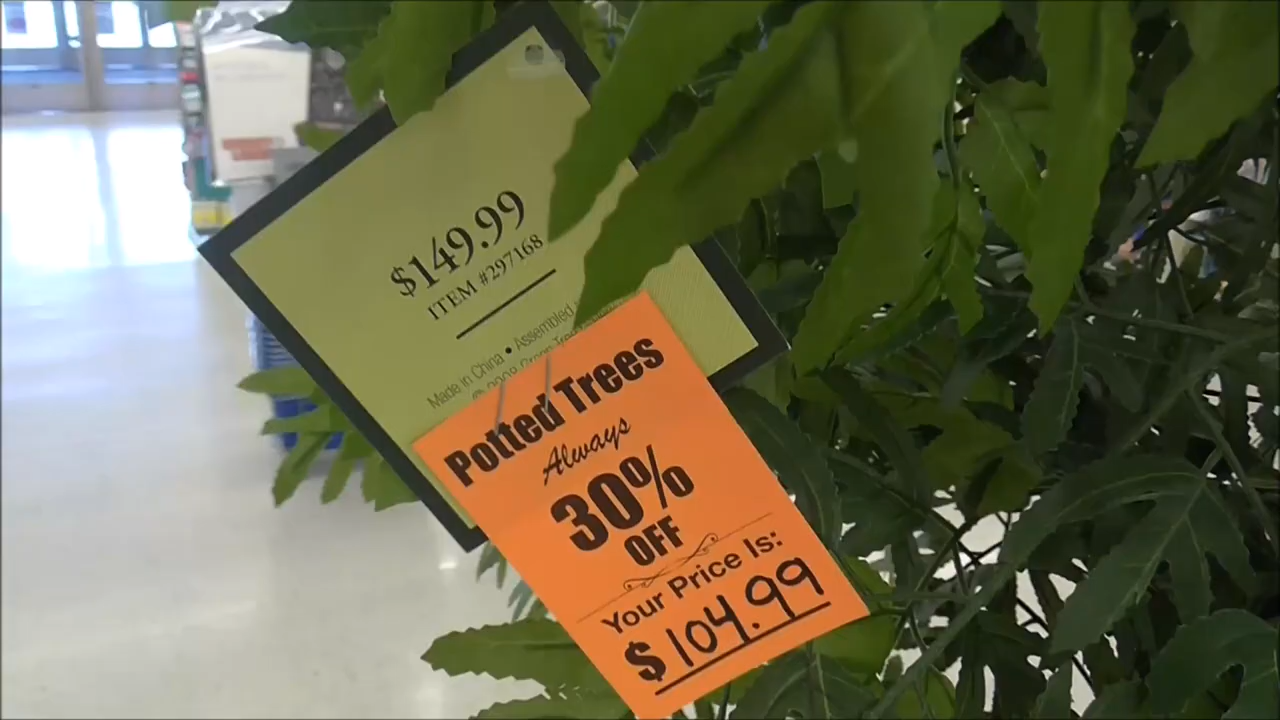 $149.99
ITEM #297168
Made in China • Assembled
Potted Trees
Always
30%
OFF
Your Price Is:
$104.99